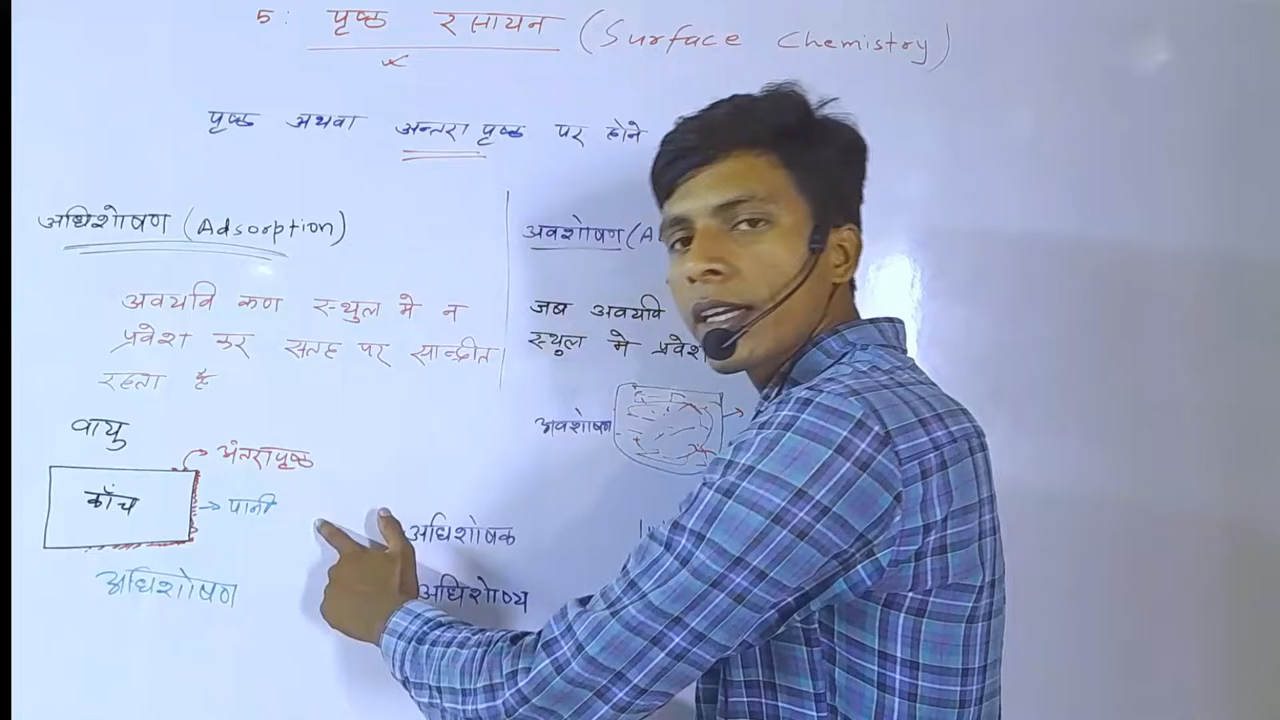 5: पृष्ठ रसायन (Surface Chemistry)
पृष्ठ अथवा अन्तरा पृष्ठ पर होने
अधिशोषण (Adsorption)
अवयवि कण स्थुल मे न
प्रवेश कर सतह पर सान्द्रीत
रहता है
वायु
अंतरापृष्ठ
काँच
पानी
अधिशोषण
अवशोषण (A
जब अवयवि
स्थुल मे प्रवेश
अवशोषण
अधिशोषक
अधिशोष्य